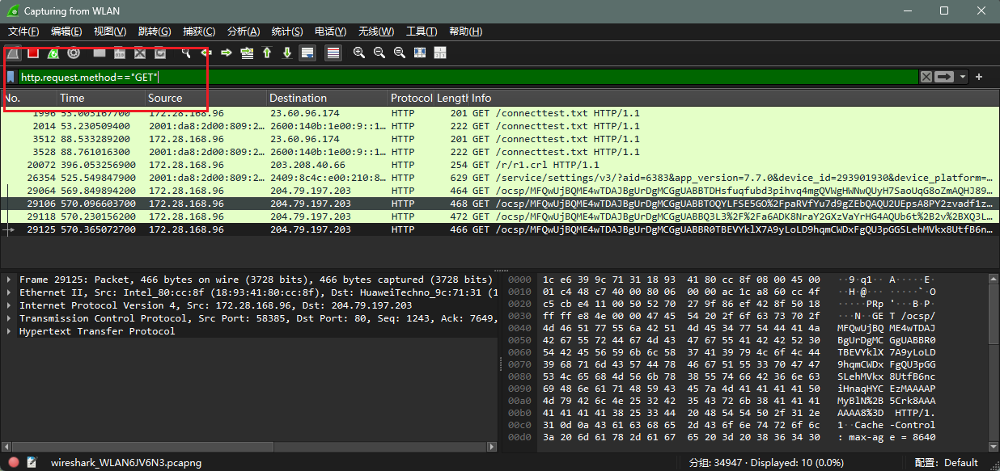 Capturing from WLAN
文件(F) 编辑(E) 视图(V) 跳转(G) 捕获(C) 分析(A) 统计(S) 电话(Y) 无线(W) 工具(T) 帮助(H)
http.request.method=="GET"
No. Time Source Destination Protocol Length Info
1996 53.003167700 172.28.168.96 23.60.96.174 HTTP 201 GET /connecttest.txt HTTP/1.1
2014 53.230509400 2001:da8:2d00:809:2… 2600:140b:1e00:9::1… HTTP 222 GET /connecttest.txt HTTP/1.1
3512 88.533289200 172.28.168.96 23.60.96.174 HTTP 201 GET /connecttest.txt HTTP/1.1
3528 88.761016300 2001:da8:2d00:809:2… 2600:140b:1e00:9::1… HTTP 222 GET /connecttest.txt HTTP/1.1
20072 396.053256900 172.28.168.96 203.208.40.66 HTTP 254 GET /r/r1.crl HTTP/1.1
26354 525.549847900 2001:da8:2d00:809:2… 2409:8c4c:e00:210:8… HTTP 629 GET /service/settings/v3/?aid=6383&app_version=7.7.0&device_id=293901930&device_platform=…
29064 569.849894200 172.28.168.96 204.79.197.203 HTTP 464 GET /ocsp/MFQwUjBQME4wTDAJBgUrDgMCGgUABBTDHsfuqfubd3pihvq4mgQVWgHWNwQUyH7SaoUqG8oZmAQHJ89…
29106 570.096603700 172.28.168.96 204.79.197.203 HTTP 468 GET /ocsp/MFQwUjBQME4wTDAJBgUrDgMCGgUABBTOQYLFSE5GO%2FpaRVfYu7d9gZEbQAQU2UEpsA8PY2zvadf1z…
29118 570.230156200 172.28.168.96 204.79.197.203 HTTP 472 GET /ocsp/MFQwUjBQME4wTDAJBgUrDgMCGgUABBQ3L3%2F%2Fa6ADK8NraY2GXzVaYrHG4AQUb6t%2B2v%2BXQ3L…
29125 570.365072700 172.28.168.96 204.79.197.203 HTTP 466 GET /ocsp/MFQwUjBQME4wTDAJBgUrDgMCGgUABBR0TBEVYklX7A9yLoLD9hqmCWDxFgQU3pGGSLehMVkx8UtfB6n…
Frame 29125: Packet, 466 bytes on wire (3728 bits), 466 bytes captured (3728 bits)
Ethernet II, Src: Intel_80:cc:8f (18:93:41:80:cc:8f), Dst: HuaweiTechno_9c:71:31 (1
Internet Protocol Version 4, Src: 172.28.168.96, Dst: 204.79.197.203
Transmission Control Protocol, Src Port: 58385, Dst Port: 80, Seq: 1243, Ack: 7649,
Hypertext Transfer Protocol
0000 1c e6 39 9c 71 31 18 93 41 80 cc 8f 08 00 45 00 ··9·q1·· A·····E·
0010 01 c4 48 c7 40 00 80 06 00 00 ac 1c a8 60 cc 4f ··H·@··· ·····`·O
0020 c5 cb e4 11 00 50 52 70 27 9f 86 ef 42 8f 50 18 ·····PRp '···B·P·
0030 ff ff e8 4e 00 00 47 45 54 20 2f 6f 63 73 70 2f ···N··GE T /ocsp/
0040 4d 46 51 77 55 6a 42 51 4d 45 34 77 54 44 41 4a MFQwUjBQ ME4wTDAJ
0050 42 67 55 72 44 67 4d 43 47 67 55 41 42 42 52 30 BgUrDgMC GgUABBR0
0060 54 42 45 56 59 6b 6c 58 37 41 39 79 4c 6f 4c 44 TBEVYklX 7A9yLoLD
0070 39 68 71 6d 43 57 44 78 46 67 51 55 33 70 47 47 9hqmCWDx FgQU3pGG
0080 53 4c 65 68 4d 56 6b 78 38 55 74 66 42 36 6e 63 SLehMVkx 8UtfB6nc
0090 69 48 6e 61 71 48 59 43 45 7a 4d 41 41 41 41 50 iHnaqHYC EzMAAAAP
00a0 4d 79 42 6c 4e 25 32 42 35 43 72 6b 38 41 41 41 MyBlN%2B 5Crk8AAA
00b0 41 41 41 41 38 25 33 44 20 48 54 54 50 2f 31 2e AAAA8%3D HTTP/1.
00c0 31 0d 0a 43 61 63 68 65 2d 43 6f 6e 74 72 6f 6c 1··Cache -Control
00d0 3a 20 6d 61 78 2d 61 67 65 20 3d 20 38 36 34 30 : max-ag e = 8640
wireshark_WLAN6JV6N3.pcapng 分组: 34947 · Displayed: 10 (0.0%) 配置: Default